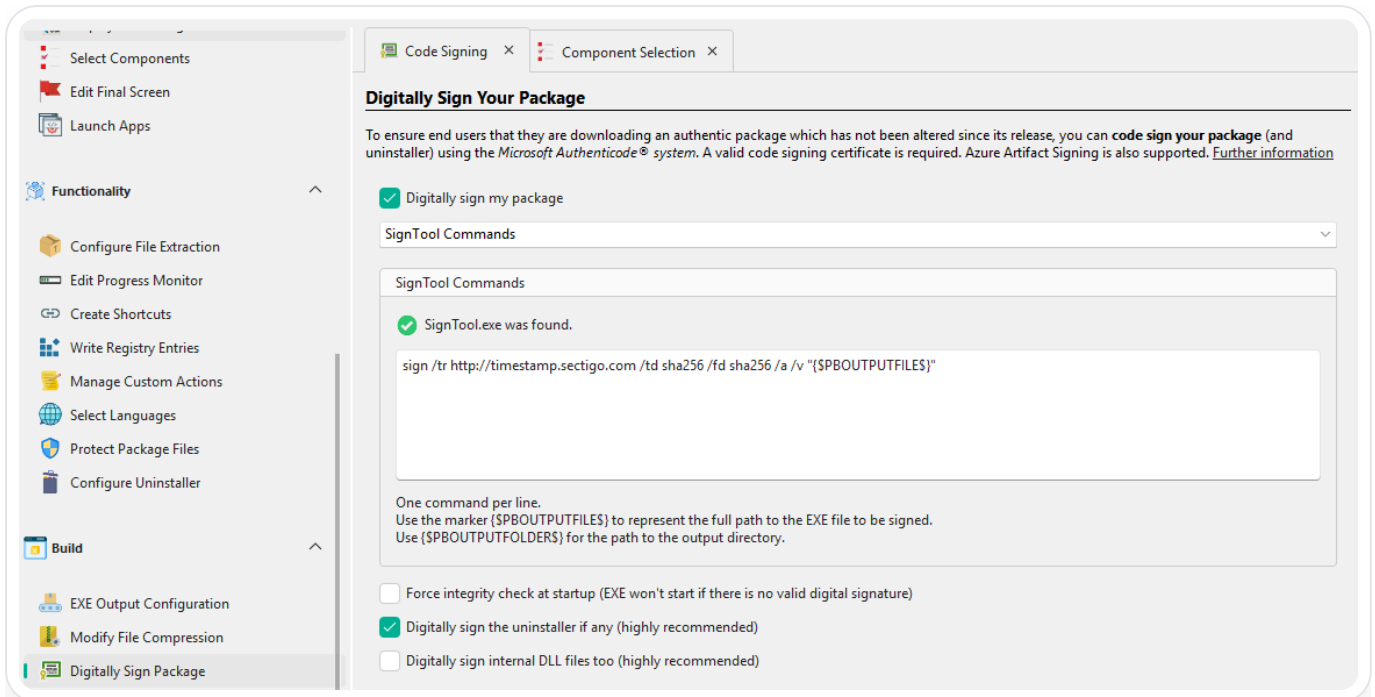 Select Components
Edit Final Screen
Launch Apps
Functionality
Configure File Extraction
Edit Progress Monitor
Create Shortcuts
Write Registry Entries
Manage Custom Actions
Select Languages
Protect Package Files
Configure Uninstaller
Build
EXE Output Configuration
Modify File Compression
Digitally Sign Package
Code Signing
Component Selection
Digitally Sign Your Package
To ensure end users that they are downloading an authentic package which has not been altered since its release, you can code sign your package (and
uninstaller) using the Microsoft Authenticode® system. A valid code signing certificate is required. Azure Artifact Signing is also supported. Further information
Digitally sign my package
SignTool Commands
SignTool Commands
SignTool.exe was found.
sign /tr http://timestamp.sectigo.com /td sha256 /fd sha256 /a /v "{$PBOUTPUTFILE$}"
One command per line.
Use the marker {$PBOUTPUTFILE$} to represent the full path to the EXE file to be signed.
Use {$PBOUTPUTFOLDER$} for the path to the output directory.
Force integrity check at startup (EXE won't start if there is no valid digital signature)
Digitally sign the uninstaller if any (highly recommended)
Digitally sign internal DLL files too (highly recommended)